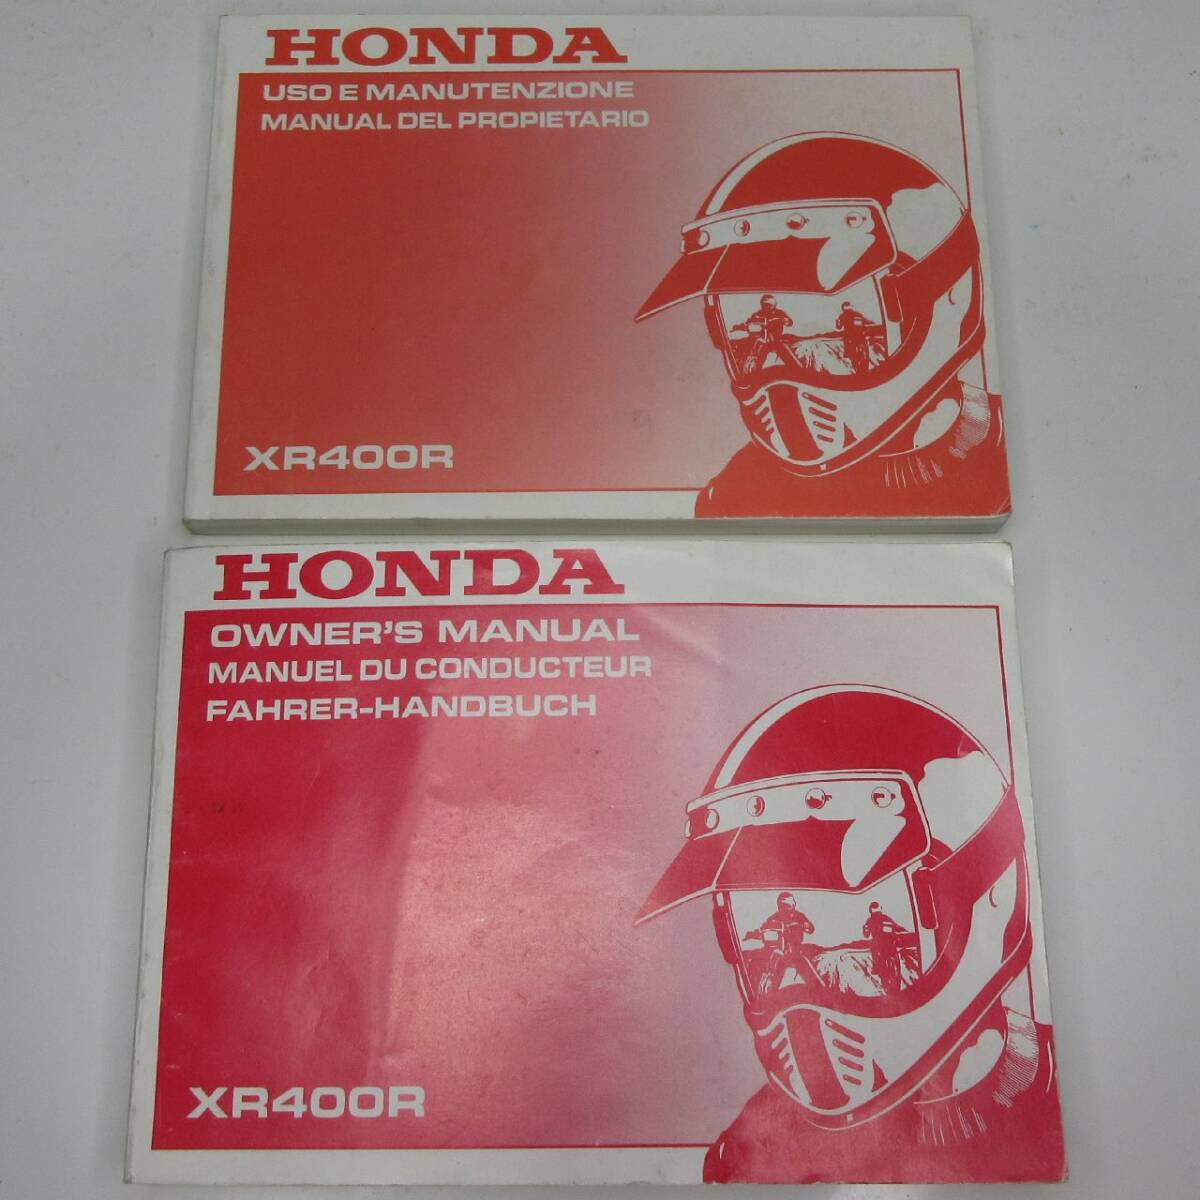 HONDA
USO E MANUTENZIONE
MANUAL DEL PROPIETARIO
XR400R
HONDA
OWNER'S MANUAL
MANUEL DU CONDUCTEUR
FAHRER-HANDBUCH
XR400R